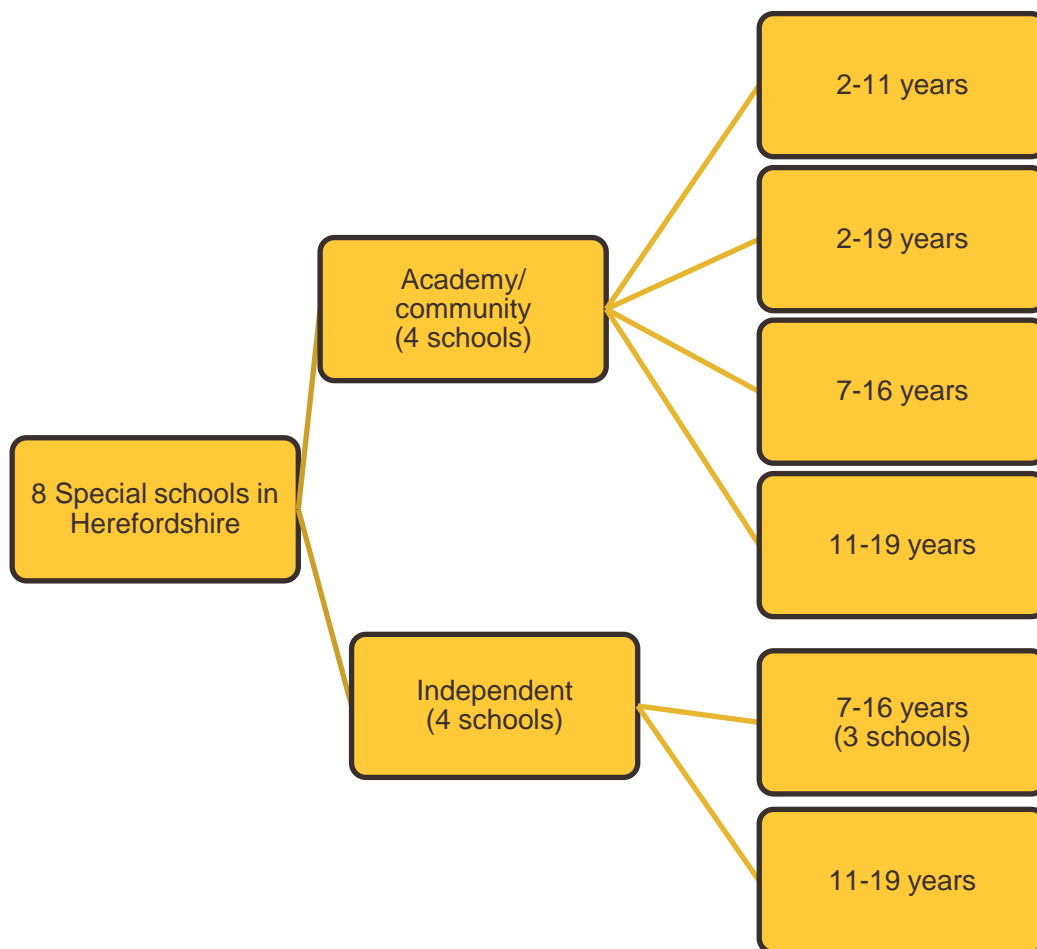 8 Special schools in
Herefordshire
Academy/
community
(4 schools)
2-11 years
2-19 years
7-16 years
11-19 years
Independent
(4 schools)
7-16 years
(3 schools)
11-19 years